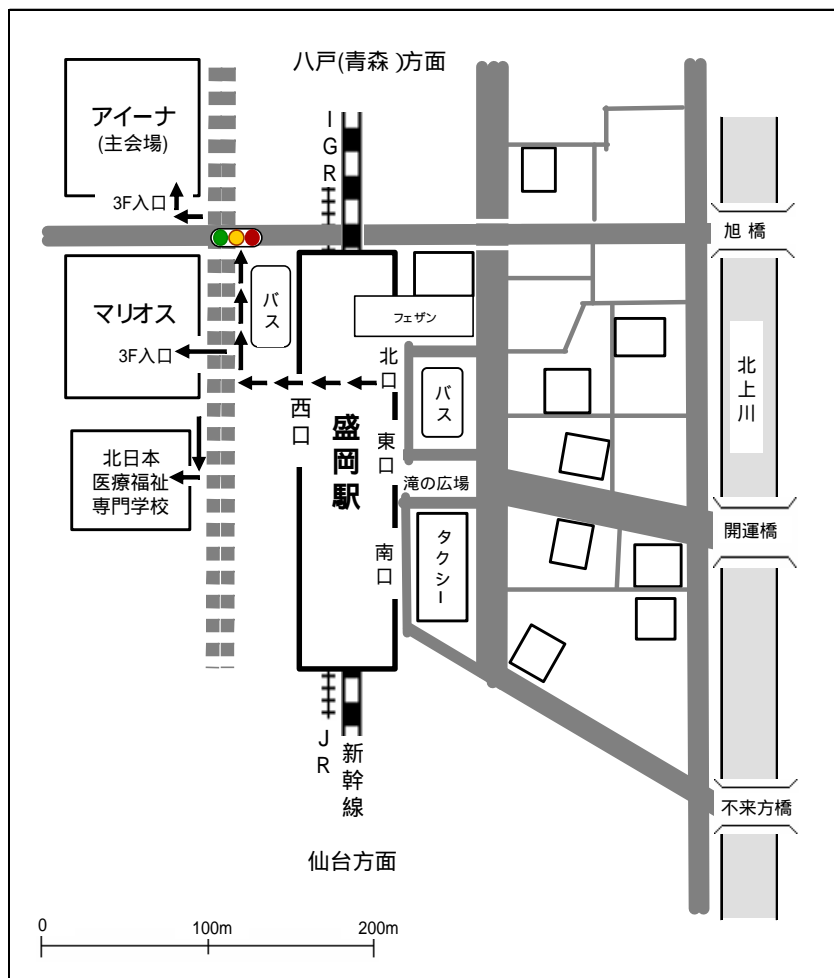 八戸(青森)方面
アイーナ
(主会場)
3F入口
IGR
旭橋
マリオス
3F入口
バス
フェザン
北口
バス
北上川
西口
盛岡駅
東口
北日本
医療福祉
専門学校
滝の広場
開運橋
南口
タクシー
JR
新幹線
不来方橋
仙台方面
0 100m 200m